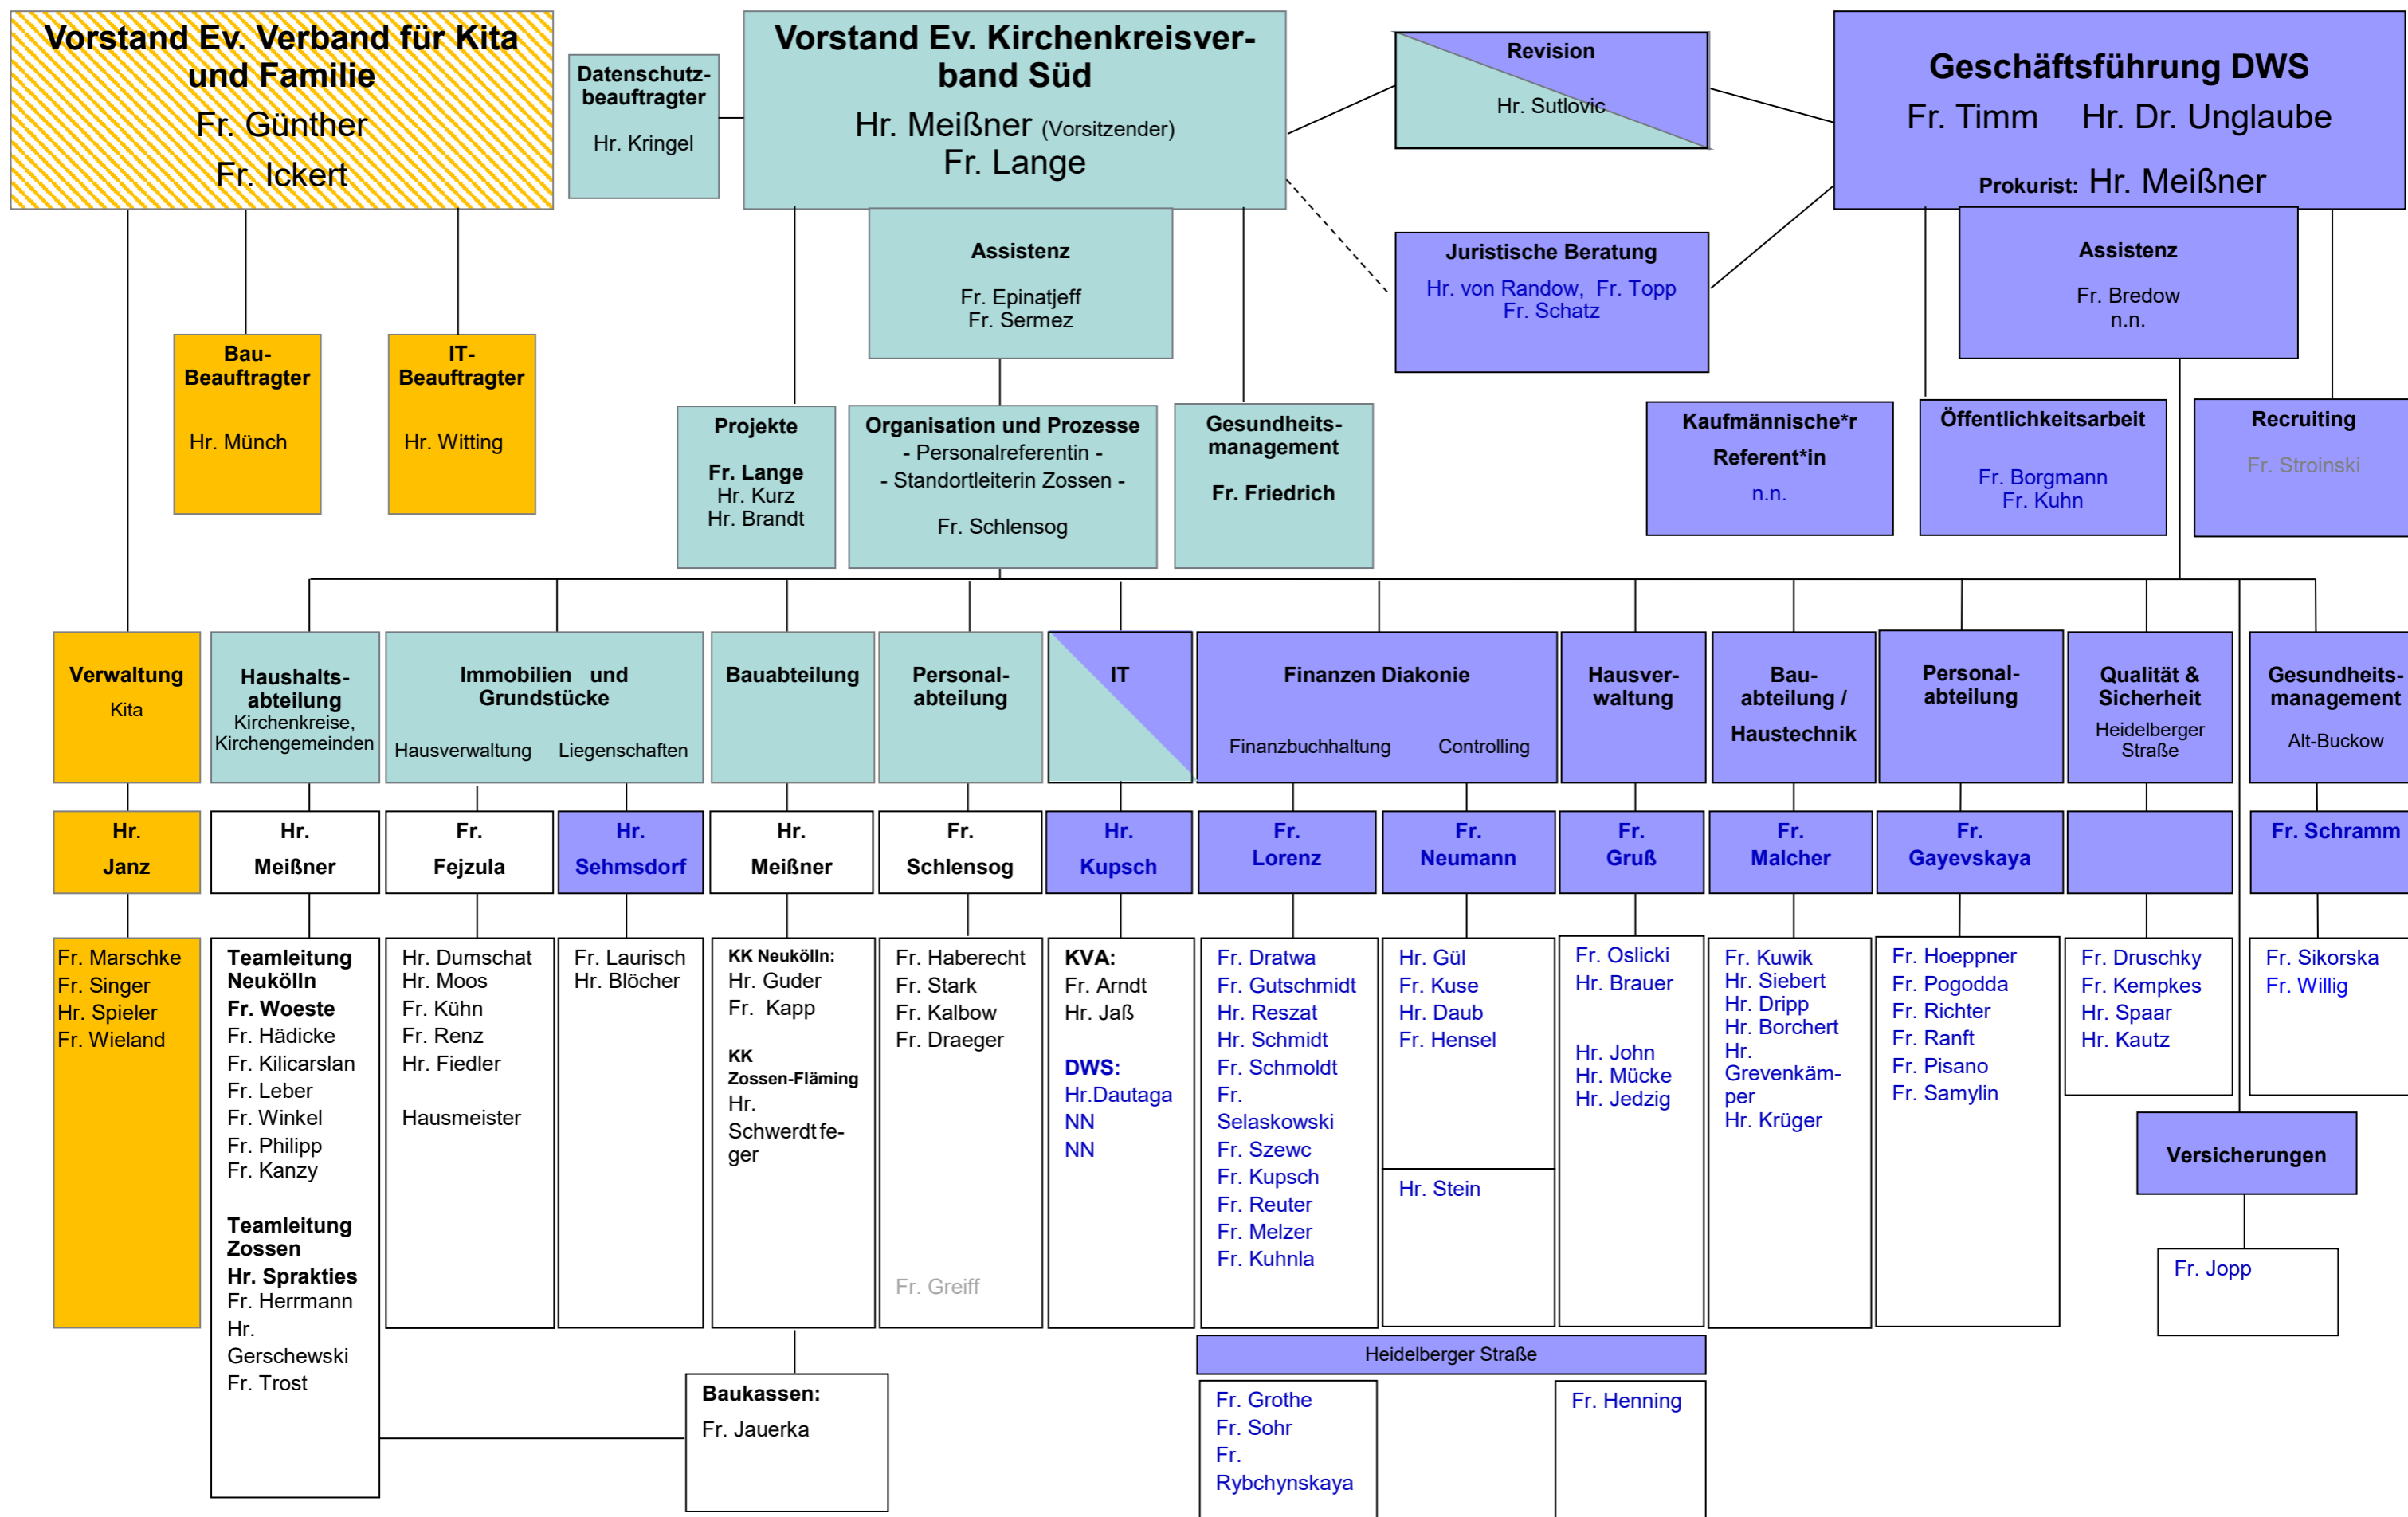 Vorstand Ev. Verband für Kita
und Familie
Fr. Günther
Fr. Ickert
Datenschutz-
beauftragter
Hr. Kringel
Vorstand Ev. Kirchenkreisver-
band Süd
Hr. Meißner (Vorsitzender)
Fr. Lange
Revision
Hr. Sutlovic
Geschäftsführung DWS
Fr. Timm Hr. Dr. Unglaube
Prokurist: Hr. Meißner
Assistenz
Fr. Epinatjeff
Fr. Sermez
Juristische Beratung
Hr. von Randow, Fr. Topp
Fr. Schatz
Assistenz
Fr. Bredow
n.n.
Bau-
Beauftragter
Hr. Münch
IT-
Beauftragter
Hr. Witting
Projekte
Fr. Lange
Hr. Kurz
Hr. Brandt
Organisation und Prozesse
- Personalreferentin -
- Standortleiterin Zossen -
Fr. Schlensog
Gesundheits-
management
Fr. Friedrich
Kaufmännische*r
Referent*in
n.n.
Öffentlichkeitsarbeit
Fr. Borgmann
Fr. Kuhn
Recruiting
Fr. Stroinski
Verwaltung
Kita
Haushalts-
abteilung
Kirchenkreise,
Kirchengemeinden
Immobilien und
Grundstücke
Hausverwaltung Liegenschaften
Bauabteilung
Personal-
abteilung
IT
Finanzen Diakonie
Finanzbuchhaltung Controlling
Hausver-
waltung
Bau-
abteilung /
Haustechnik
Personal-
abteilung
Qualität &
Sicherheit
Heidelberger
Straße
Gesundheits-
management
Alt-Buckow
Hr.
Janz
Hr.
Meißner
Fr.
Fejzula
Hr.
Sehmsdorf
Hr.
Meißner
Fr.
Schlensog
Hr.
Kupsch
Fr.
Lorenz
Fr.
Neumann
Fr.
Gruß
Fr.
Malcher
Fr.
Gayevskaya
Fr. Schramm
Fr. Marschke
Fr. Singer
Hr. Spieler
Fr. Wieland
Teamleitung
Neukölln
Fr. Woeste
Fr. Hädicke
Fr. Kilicarslan
Fr. Leber
Fr. Winkel
Fr. Philipp
Fr. Kanzy
Teamleitung
Zossen
Hr. Sprakties
Fr. Herrmann
Hr.
Gerschewski
Fr. Trost
Hr. Dumschat
Hr. Moos
Fr. Kühn
Fr. Renz
Hr. Fiedler
Hausmeister
Fr. Laurisch
Hr. Blöcher
KK Neukölln:
Hr. Guder
Fr. Kapp
KK
Zossen-Fläming
Hr.
Schwerdtfe-
ger
Fr. Haberecht
Fr. Stark
Fr. Kalbow
Fr. Draeger
Fr. Greiff
KVA:
Fr. Arndt
Hr. Jaß
DWS:
Hr.Dautaga
NN
NN
Fr. Dratwa
Fr. Gutschmidt
Hr. Reszat
Hr. Schmidt
Fr. Schmoldt
Fr.
Selaskowski
Fr. Szewc
Fr. Kupsch
Fr. Reuter
Fr. Melzer
Fr. Kuhnla
Hr. Gül
Fr. Kuse
Hr. Daub
Fr. Hensel
Hr. Stein
Fr. Oslicki
Hr. Brauer
Hr. John
Hr. Mücke
Hr. Jedzig
Fr. Kuwik
Hr. Siebert
Hr. Dripp
Hr. Borchert
Hr.
Grevenkäm-
per
Hr. Krüger
Fr. Hoeppner
Fr. Pogodda
Fr. Richter
Fr. Ranft
Fr. Pisano
Fr. Samylin
Fr. Druschky
Fr. Kempkes
Hr. Spaar
Hr. Kautz
Fr. Sikorska
Fr. Willig
Versicherungen
Fr. Jopp
Baukassen:
Fr. Jauerka
Heidelberger Straße
Fr. Grothe
Fr. Sohr
Fr.
Rybchynskaya
Fr. Henning